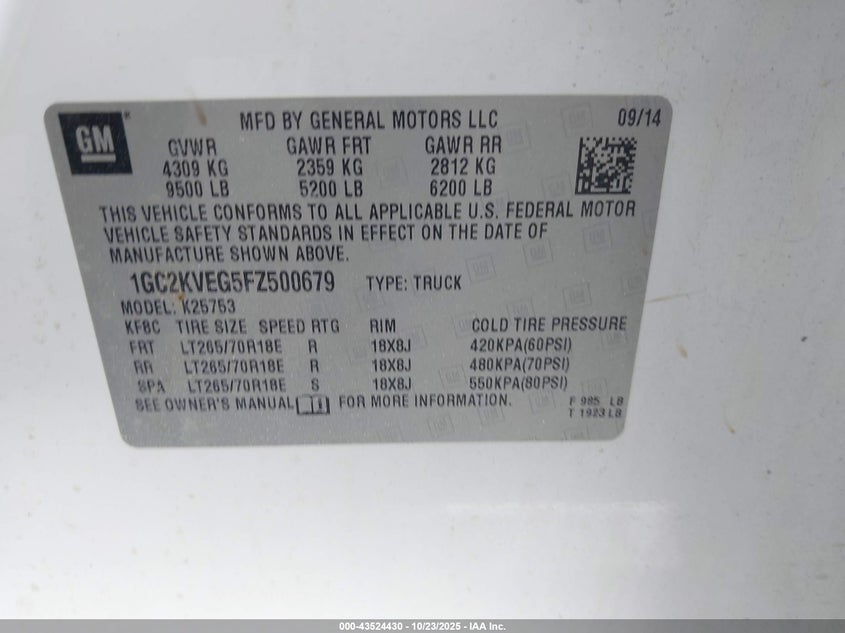 GM
MFD BY GENERAL MOTORS LLC 09/14
GVWR GAWR FRT GAWR RR
4309 KG 2359 KG 2812 KG
9500 LB 5200 LB 6200 LB
THIS VEHICLE CONFORMS TO ALL APPLICABLE U.S. FEDERAL MOTOR
VEHICLE SAFETY STANDARDS IN EFFECT ON THE DATE OF
MANUFACTURE SHOWN ABOVE.
1GC2KVEG5FZ500679 TYPE: TRUCK
MODEL: K25753
KF8C TIRE SIZE SPEED RTG RIM COLD TIRE PRESSURE
FRT LT265/70R18E R 18X8J 420KPA(60PSI)
RR LT265/70R18E R 18X8J 480KPA(70PSI)
SPA LT265/70R18E S 18X8J 550KPA(80PSI)
SEE OWNER'S MANUAL FOR MORE INFORMATION. F 985 LB
T 1923 LB
000-43524430 - 10/23/2025 - IAA Inc.